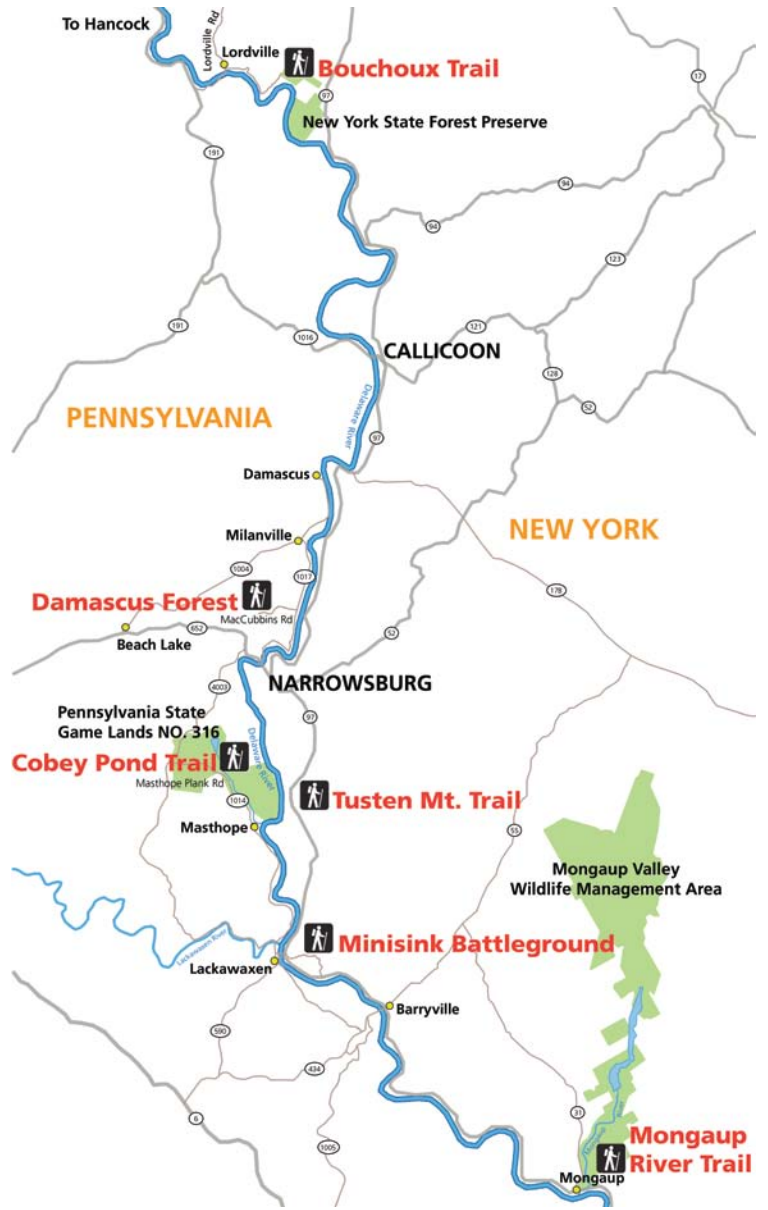 To Hancock
Lordville Rd
Lordville
Bouchoux Trail
17
97
New York State Forest Preserve
191
94
94
123
191
1016
121
CALLICOON
128
PENNSYLVANIA
Delaware River
52
97
Damascus
NEW YORK
Milanville
1004
1017
178
Damascus Forest
MacCubbins Rd
652
52
Beach Lake
NARROWSBURG
4003
Pennsylvania State
Game Lands NO. 316
97
Cobey Pond Trail
Delaware River
Masthope Plank Rd
1014
Tusten Mt. Trail
Masthope
55
Mongaup Valley
Wildlife Management Area
Lackawaxen River
Minisink Battleground
Lackawaxen
Barryville
590
434
31
6
1005
Mongaup
River Trail
Mongaup